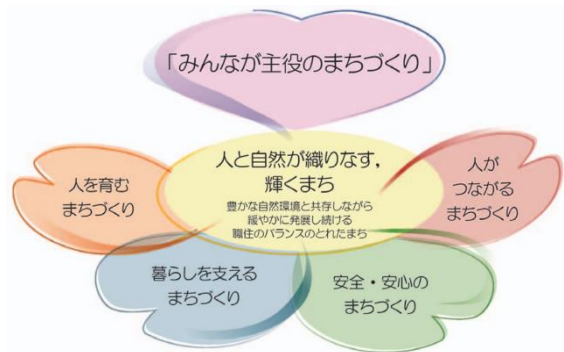 「みんなが主役のまちづくり」
人と自然が織りなす，
輝くまち
豊かな自然環境と共存しながら
緩やかに発展し続ける
職住のバランスのとれたまち
人を育む
まちづくり
人が
つながる
まちづくり
暮らしを支える
まちづくり
安全・安心の
まちづくり